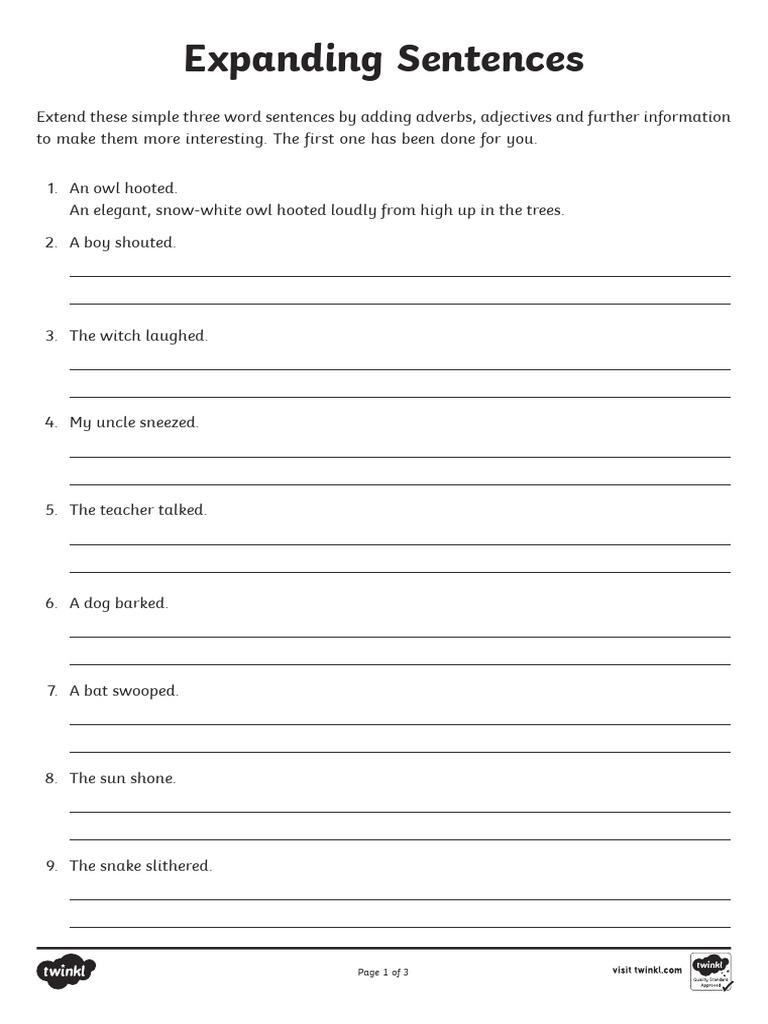 Expanding Sentences
Extend these simple three word sentences by adding adverbs, adjectives and further information
to make them more interesting. The first one has been done for you.
1. An owl hooted.
An elegant, snow-white owl hooted loudly from high up in the trees.
2. A boy shouted.
3. The witch laughed.
4. My uncle sneezed.
5. The teacher talked.
6. A dog barked.
7. A bat swooped.
8. The sun shone.
9. The snake slithered.
twinkl
Page 1 of 3
visit twinkl.com
twinkl
Quality Standard
Approved